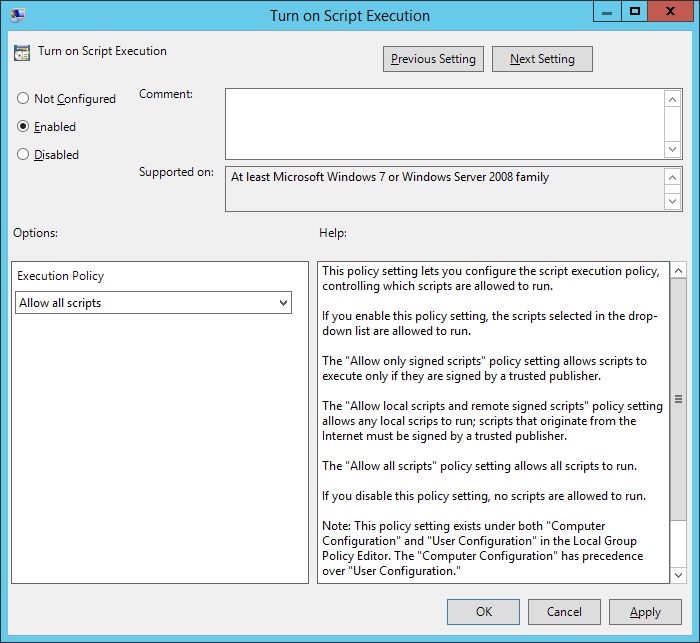 Turn on Script Execution
Turn on Script Execution
Previous Setting
Next Setting
Not Configured
Comment:
Enabled
Disabled
Supported on:
At least Microsoft Windows 7 or Windows Server 2008 family
Options:
Help:
Execution Policy
Allow all scripts
This policy setting lets you configure the script execution policy,
controlling which scripts are allowed to run.
If you enable this policy setting, the scripts selected in the drop-
down list are allowed to run.
The "Allow only signed scripts" policy setting allows scripts to
execute only if they are signed by a trusted publisher.
The "Allow local scripts and remote signed scripts" policy setting
allows any local scrips to run; scripts that originate from the
Internet must be signed by a trusted publisher.
The "Allow all scripts" policy setting allows all scripts to run.
If you disable this policy setting, no scripts are allowed to run.
Note: This policy setting exists under both "Computer
Configuration" and "User Configuration" in the Local Group
Policy Editor. The "Computer Configuration" has precedence
over "User Configuration."
OK
Cancel
Apply